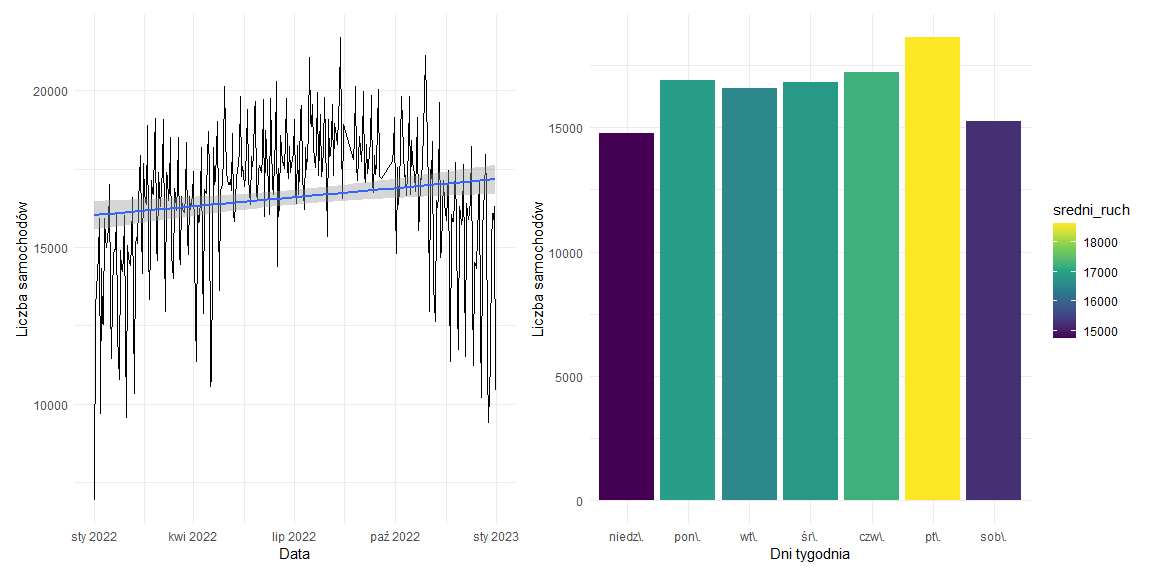 Liczba samochodów
20000
15000
10000
sty 2022
kwi 2022
lip 2022
paź 2022
sty 2023
Data
Liczba samochodów
15000
10000
5000
0
niedz\.
pon\.
wt\.
śr\.
czw\.
pt\.
sob\.
Dni tygodnia
sredni_ruch
18000
17000
16000
15000